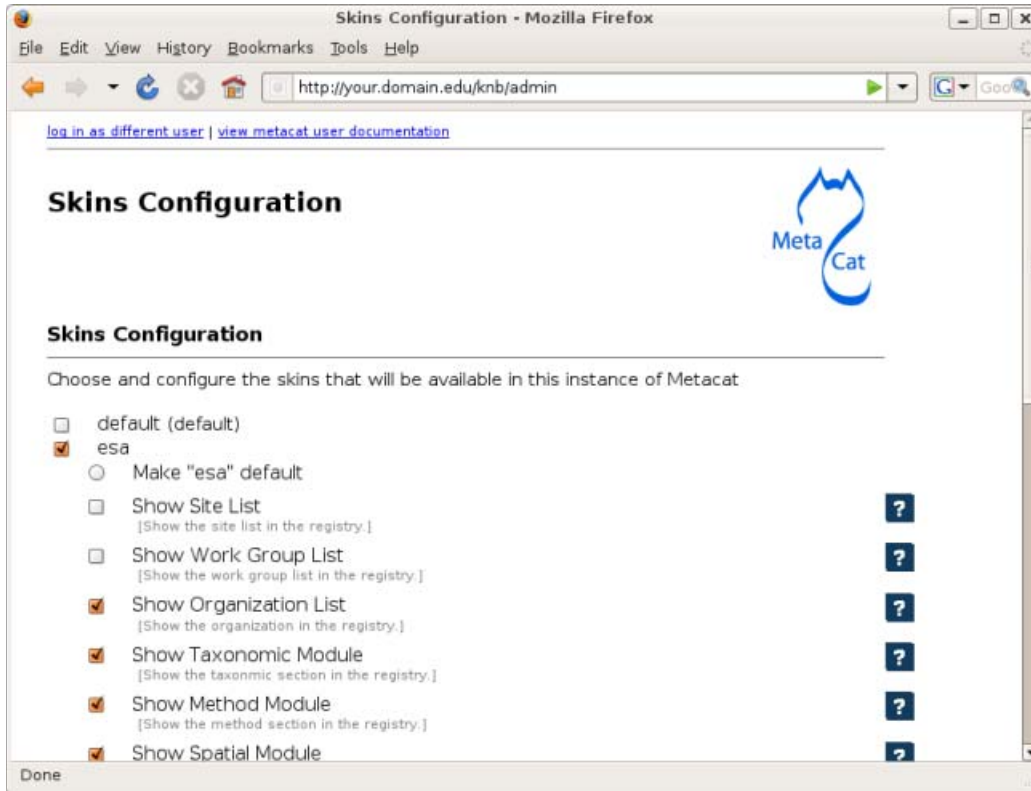 Skins Configuration - Mozilla Firefox
File Edit View History Bookmarks Tools Help
http://your.domain.edu/knb/admin
G Goo
log in as different user | view metacat user documentation
Skins Configuration
Meta
Cat
Skins Configuration
Choose and configure the skins that will be available in this instance of Metacat
default (default)
esa
Make "esa" default
Show Site List ?
[Show the site list in the registry.]
Show Work Group List ?
[Show the work group list in the registry.]
Show Organization List ?
[Show the organization in the registry.]
Show Taxonomic Module ?
[Show the taxonmic section in the registry.]
Show Method Module ?
[Show the method section in the registry.]
Show Spatial Module ?
Done